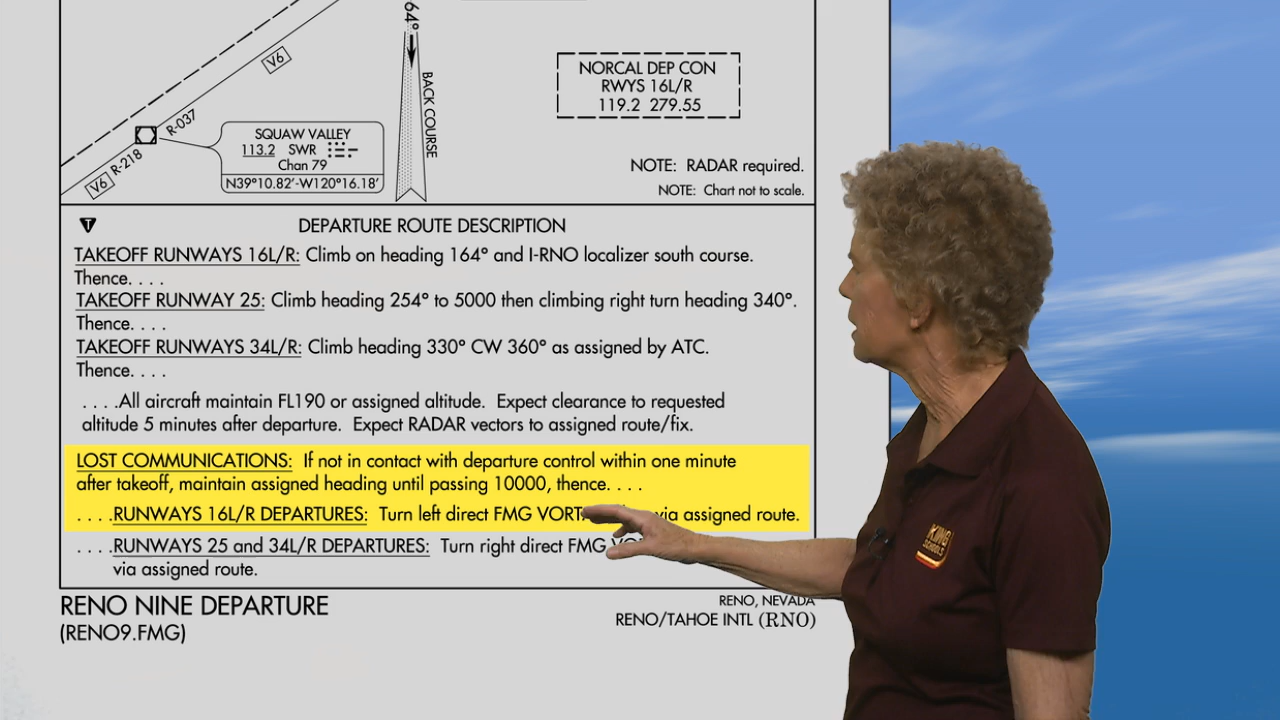 64°
V6
BACK COURSE
NORCAL DEP CON
RWYS 16L/R
119.2 279.55
R-037
SQUAW VALLEY
113.2 SWR
Chan 79
N39°10.82'-W120°16.18'
R-218
V6
NOTE: RADAR required.
NOTE: Chart not to scale.
T
DEPARTURE ROUTE DESCRIPTION
TAKEOFF RUNWAYS 16L/R: Climb on heading 164° and I-RNO localizer south course.
Thence. . . .
TAKEOFF RUNWAY 25: Climb heading 254° to 5000 then climbing right turn heading 340°.
Thence. . . .
TAKEOFF RUNWAYS 34L/R: Climb heading 330° CW 360° as assigned by ATC.
Thence. . . .
. . . .All aircraft maintain FL190 or assigned altitude. Expect clearance to requested
altitude 5 minutes after departure. Expect RADAR vectors to assigned route/fix.
LOST COMMUNICATIONS: If not in contact with departure control within one minute
after takeoff, maintain assigned heading until passing 10000, thence. . . .
. . . .RUNWAYS 16L/R DEPARTURES: Turn left direct FMG via assigned route.
. . . .RUNWAYS 25 and 34L/R DEPARTURES: Turn right direct FMG
via assigned route.
RENO NINE DEPARTURE
(RENO9.FMG)
RENO, NEVADA
RENO/TAHOE INTL (RNO)
KING
SCHOOLS